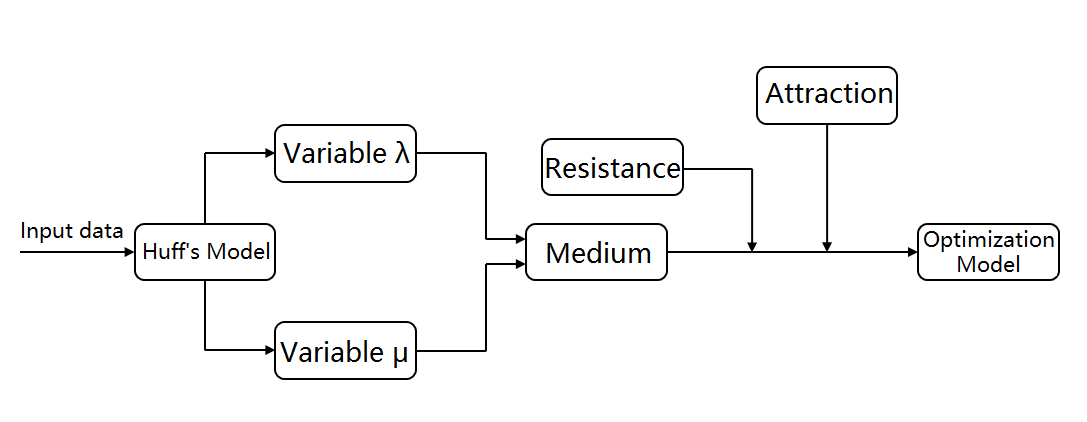 Input data
Huff's Model
Variable λ
Variable μ
Resistance
Medium
Attraction
Optimization
Model